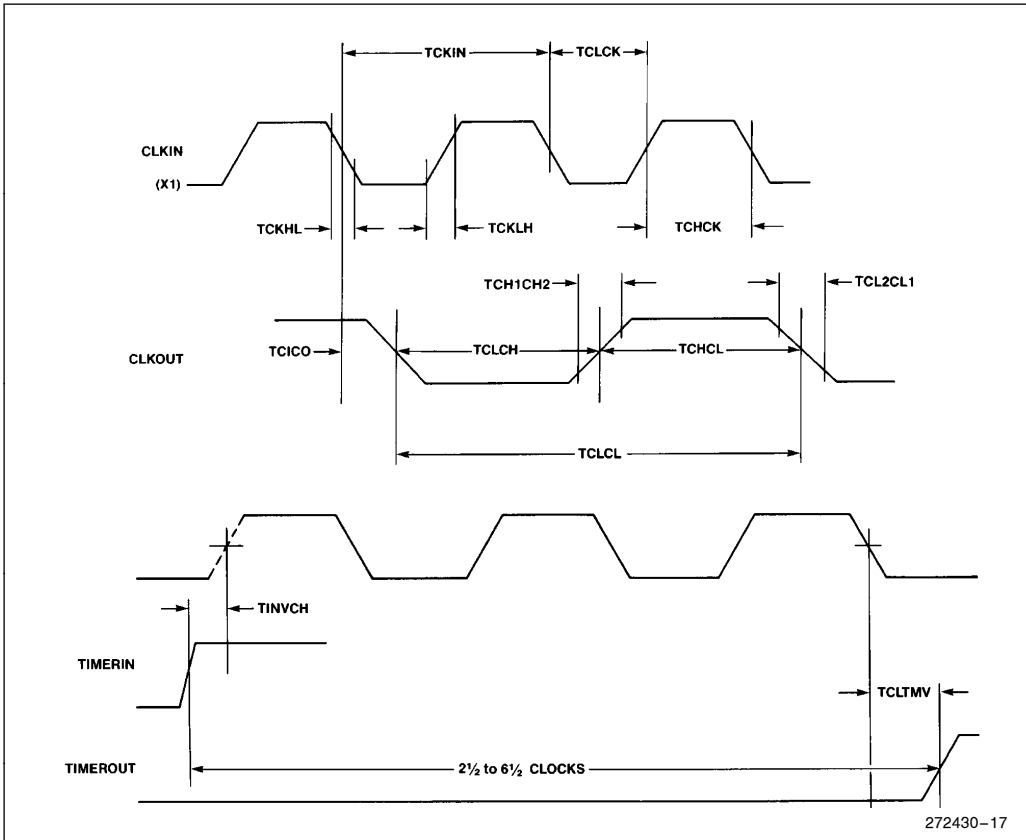 TCKIN
TCLCK
CLKIN
(X1)
TCKHL
TCKLH
TCHCK
TCH1CH2
TCL2CL1
CLKOUT
TCICO
TCLCH
TCHCL
TCLCL
TINVCH
TIMERIN
TCLTMV
TIMEROUT
2½ to 6½ CLOCKS
272430–17